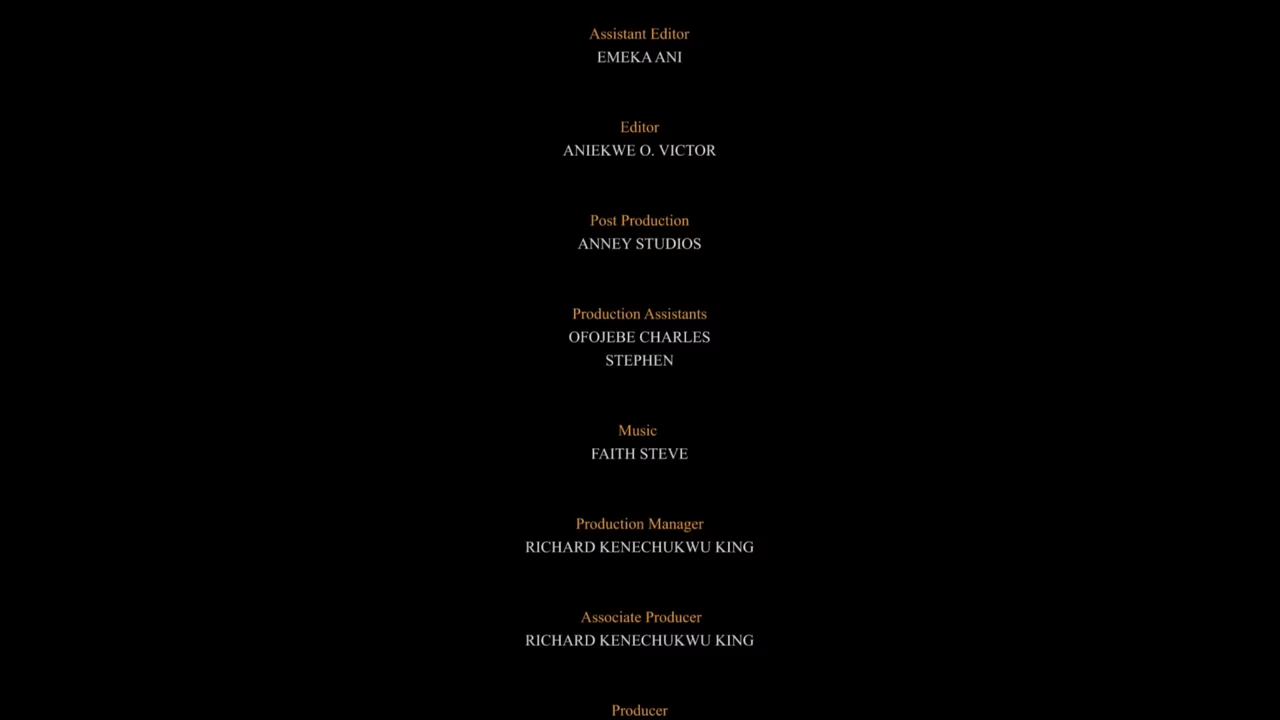 Assistant Editor
EMEKA ANI
Editor
ANIEKWE O. VICTOR
Post Production
ANNEY STUDIOS
Production Assistants
OFOJEBE CHARLES
STEPHEN
Music
FAITH STEVE
Production Manager
RICHARD KENECHUKWU KING
Associate Producer
RICHARD KENECHUKWU KING
Producer